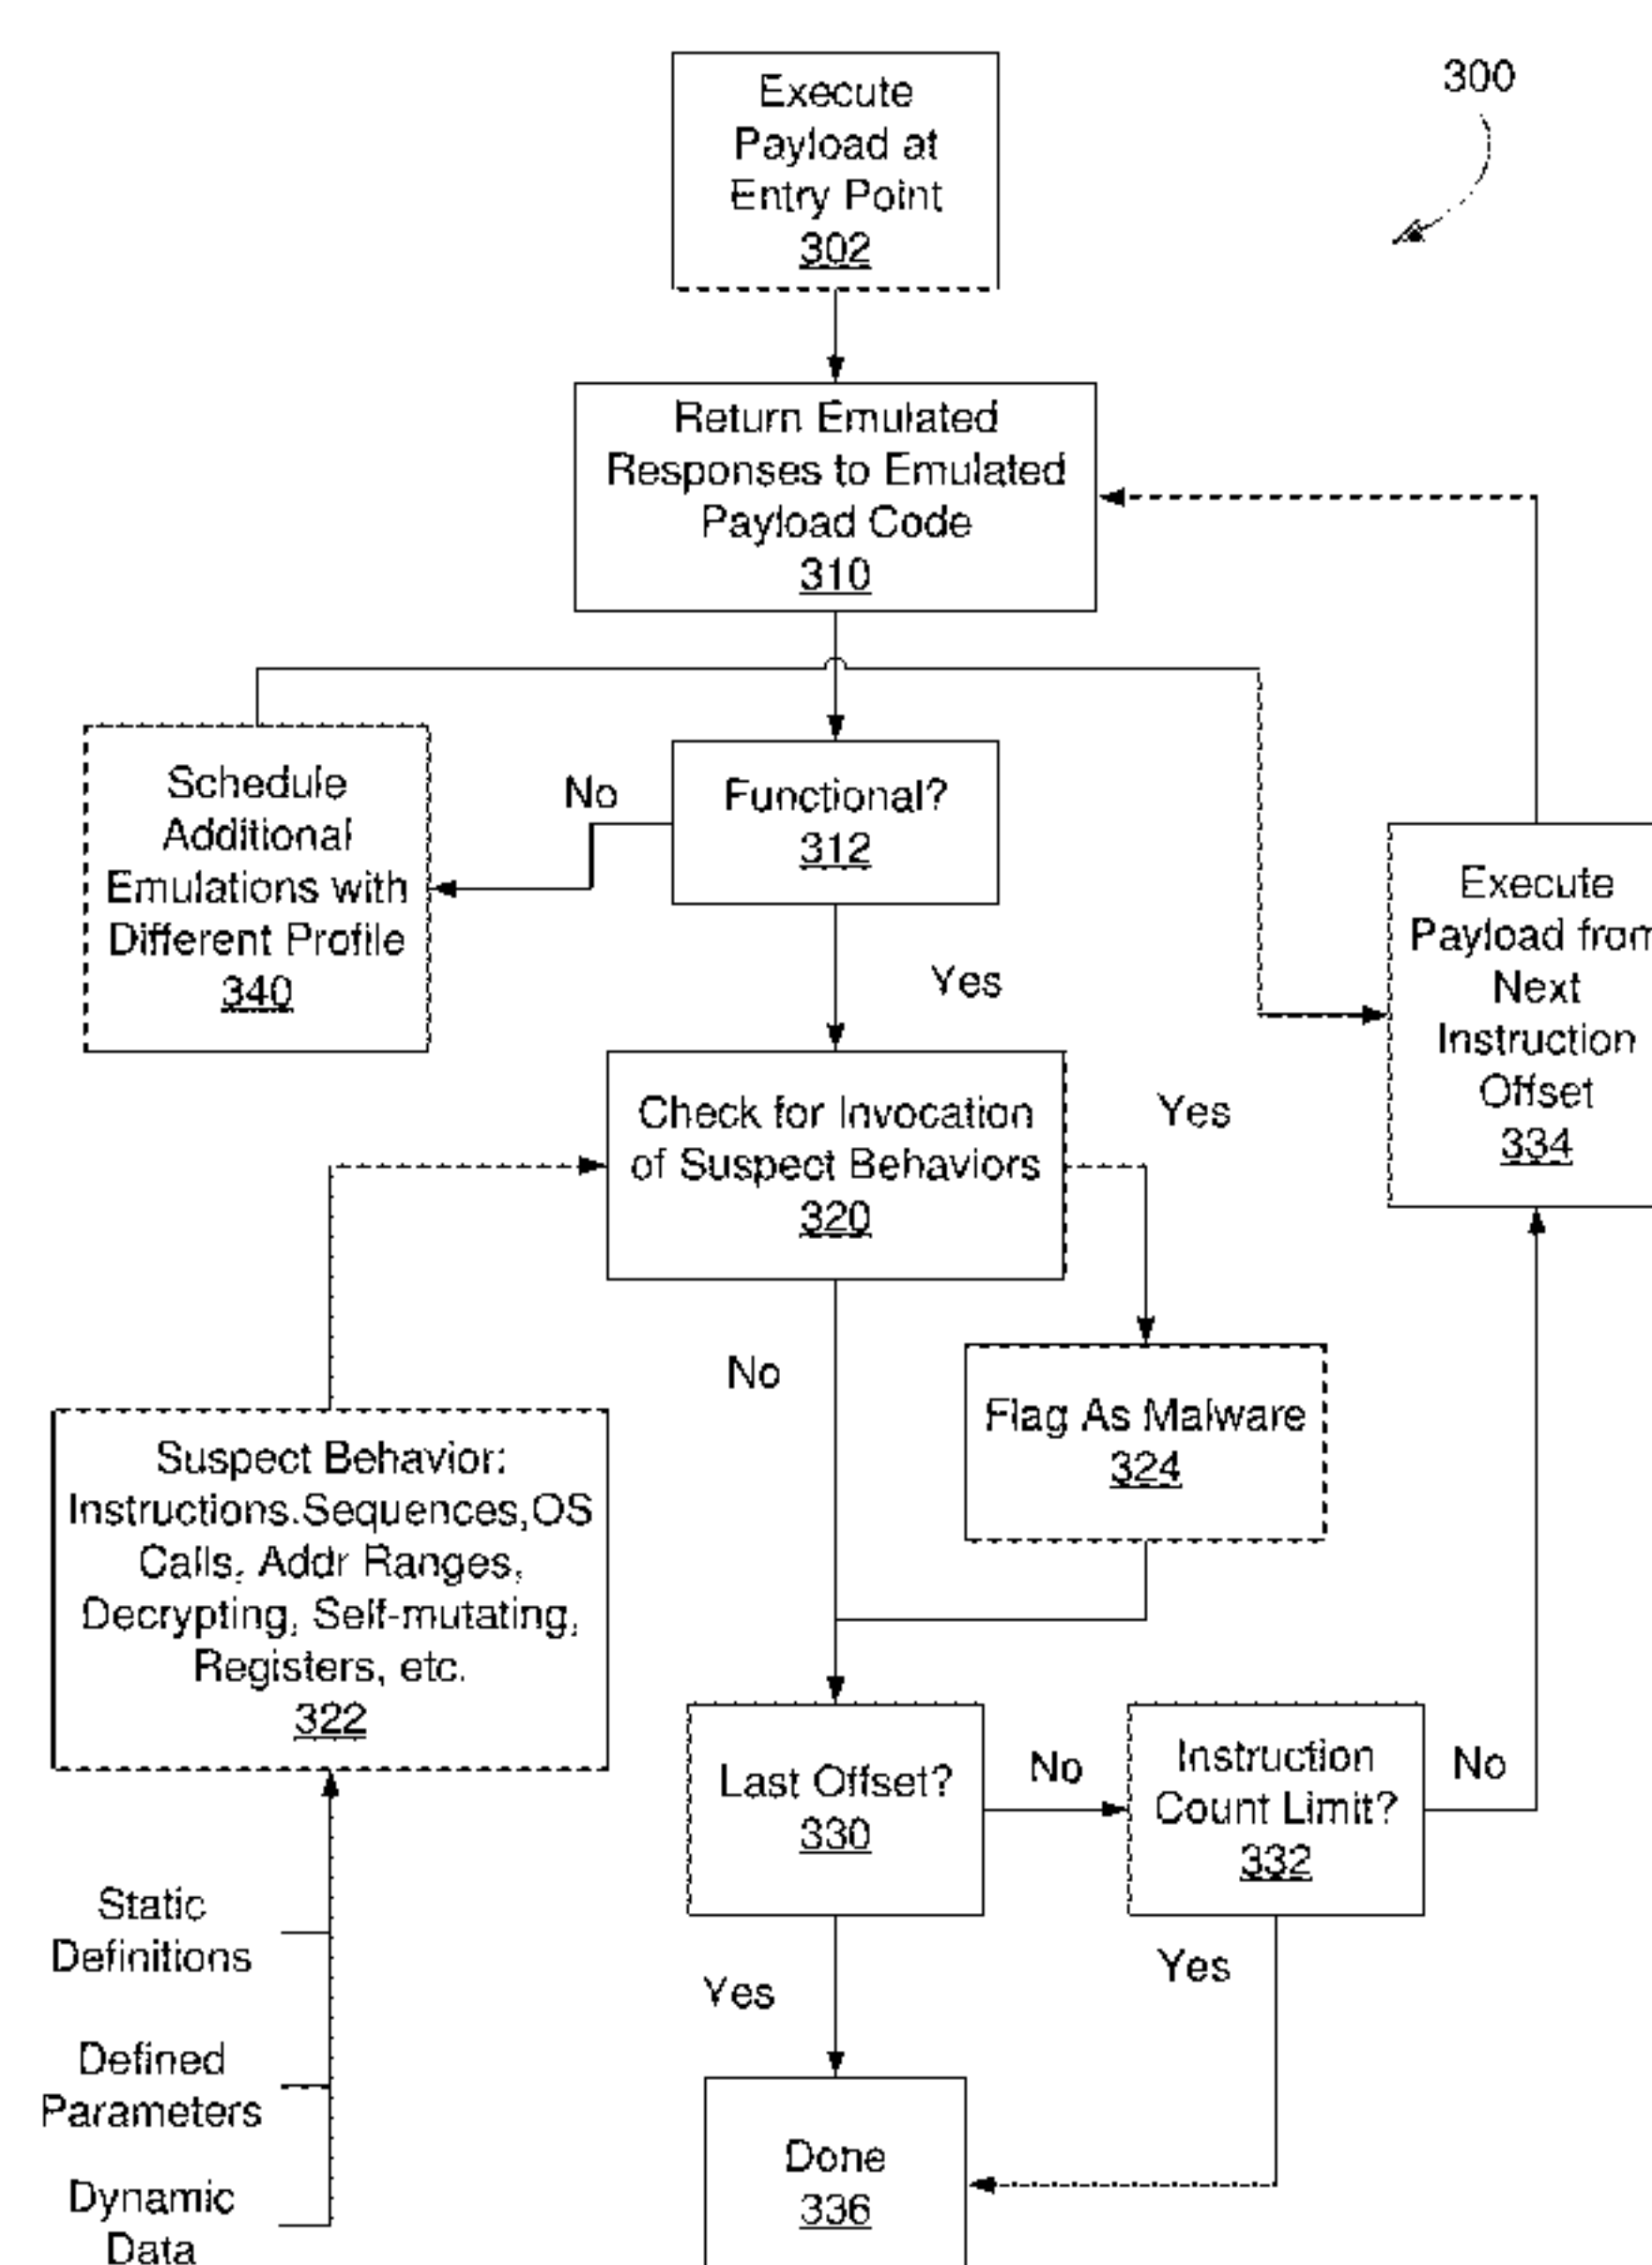 300
Execute
Payload at
Entry Point
302
Return Emulated
Responses to Emulated
Payload Code
310
Schedule
Additional
Emulations with
Different Profile
340
No
Functional?
312
Yes
Execute
Payload from
Next
Instruction
Offset
334
Check for Invocation
of Suspect Behaviors
320
Yes
No
Flag As Malware
324
Suspect Behavior:
Instructions.Sequences,OS
Calls, Addr Ranges,
Decrypting, Self-mutating,
Registers, etc.
322
Last Offset?
330
No
Instruction
Count Limit?
332
No
Static
Definitions
Yes
Yes
Defined
Parameters
Done
336
Dynamic
Data